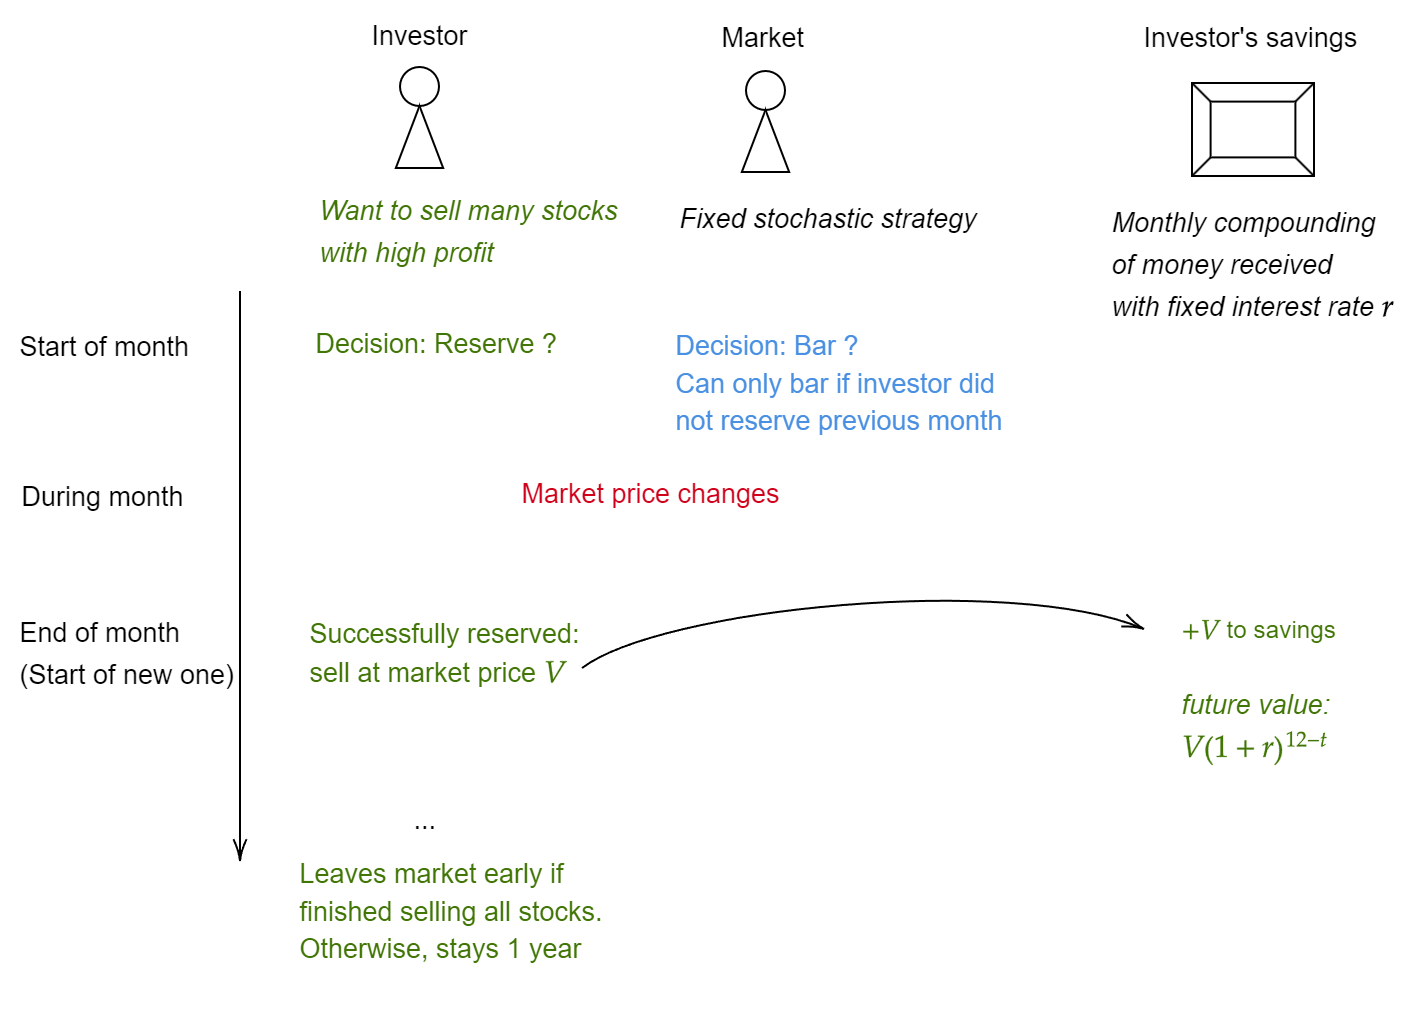 Investor
Market
Investor's savings
Want to sell many stocks
with high profit
Fixed stochastic strategy
Monthly compounding
of money received
with fixed interest rate r
Start of month
Decision: Reserve ?
Decision: Bar ?
Can only bar if investor did
not reserve previous month
During month
Market price changes
End of month
(Start of new one)
Successfully reserved:
sell at market price V
+V to savings
future value:
V(1 + r)^{12−t}
...
Leaves market early if
finished selling all stocks.
Otherwise, stays 1 year